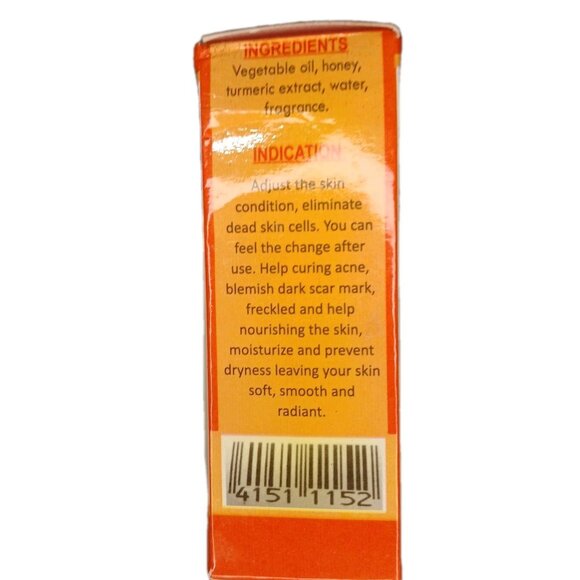 INGREDIENTS
Vegetable oil, honey,
turmeric extract, water,
fragrance.
INDICATION
Adjust the skin
condition, eliminate
dead skin cells. You can
feel the change after
use. Help curing acne,
blemish dark scar mark,
freckled and help
nourishing the skin,
moisturize and prevent
dryness leaving your skin
soft, smooth and
radiant.
4151 1152